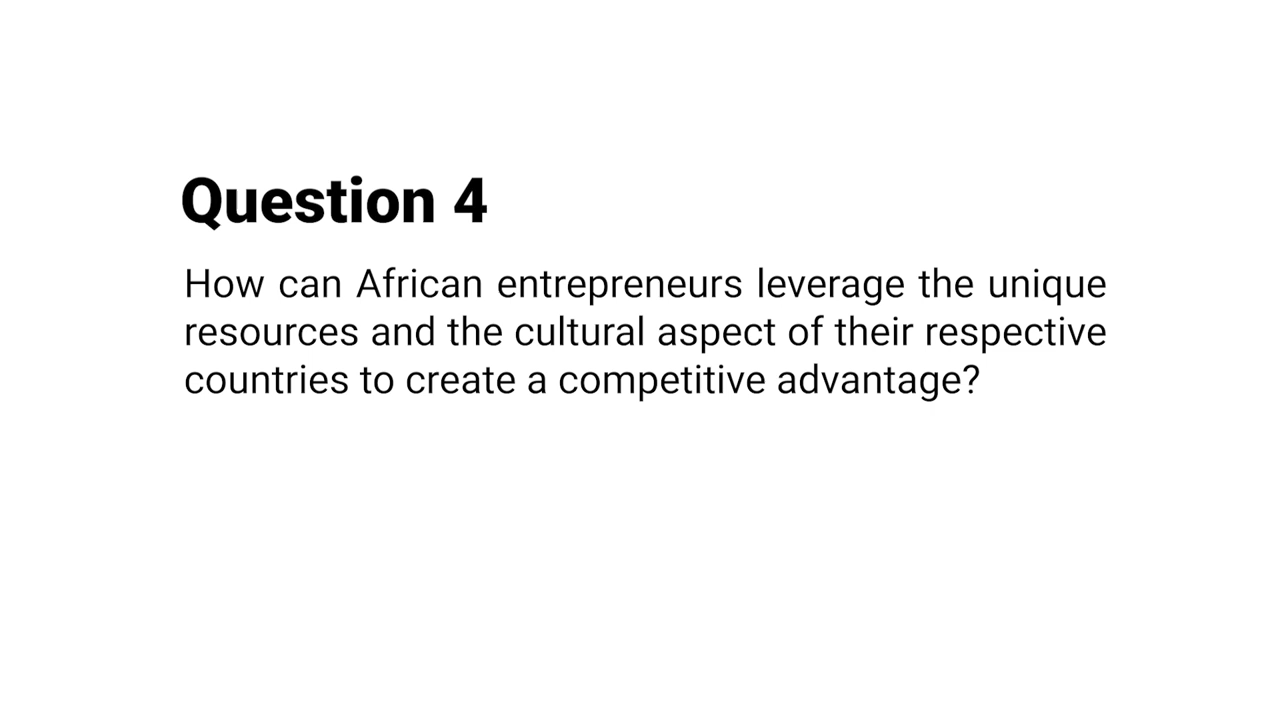 Question 4
How can African entrepreneurs leverage the unique
resources and the cultural aspect of their respective
countries to create a competitive advantage?